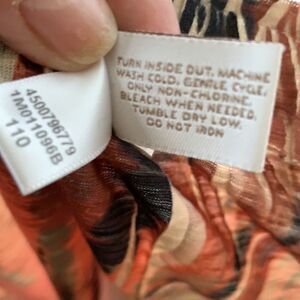 TURN INSIDE OUT. MACHINE
WASH COLD. GENTLE CYCLE.
ONLY NON-CHLORINE
BLEACH WHEN NEEDED.
TUMBLE DRY LOW.
DO NOT IRON
4500796779
1M011096B
110